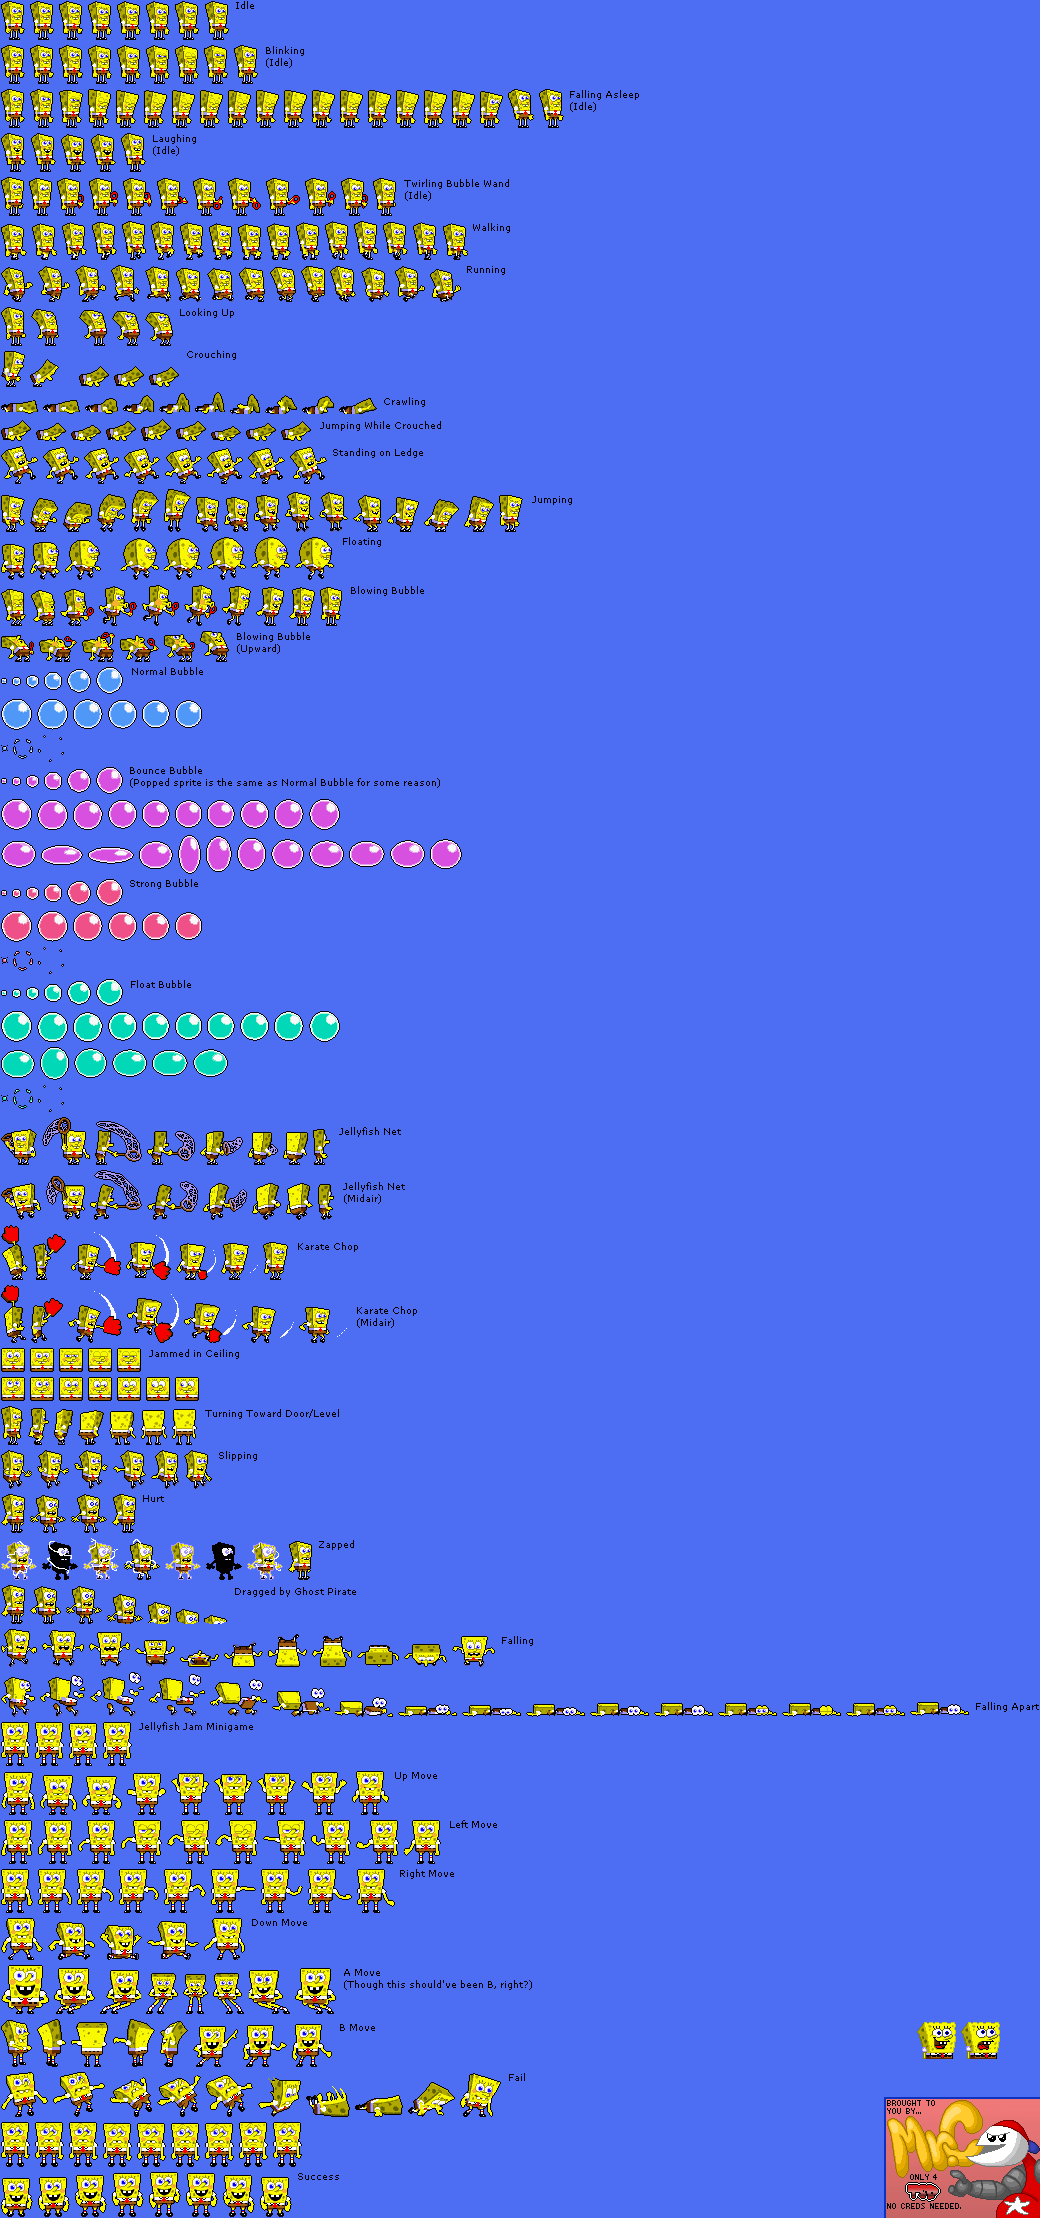 Idle
Blinking
(Idle)
Falling Asleep
(Idle)
Laughing
(Idle)
Twirling Bubble Wand
(Idle)
Walking
Running
Looking Up
Crouching
Crawling
Jumping While Crouched
Standing on Ledge
Jumping
Floating
Blowing Bubble
Blowing Bubble
(Upward)
Normal Bubble
Bounce Bubble
(Popped sprite is the same as Normal Bubble for some reason)
Strong Bubble
Float Bubble
Jellyfish Net
Jellyfish Net
(Midair)
Karate Chop
Karate Chop
(Midair)
Jammed in Ceiling
Turning Toward Door/Level
Slipping
Hurt
Zapped
Dragged by Ghost Pirate
Falling
Falling Apart
Jellyfish Jam Minigame
Up Move
Left Move
Right Move
Down Move
A Move
(Though this should've been B, right?)
B Move
Fail
Success
BROUGHT TO
YOU BY...
Mr. C
ONLY 4
NO CREDS NEEDED.